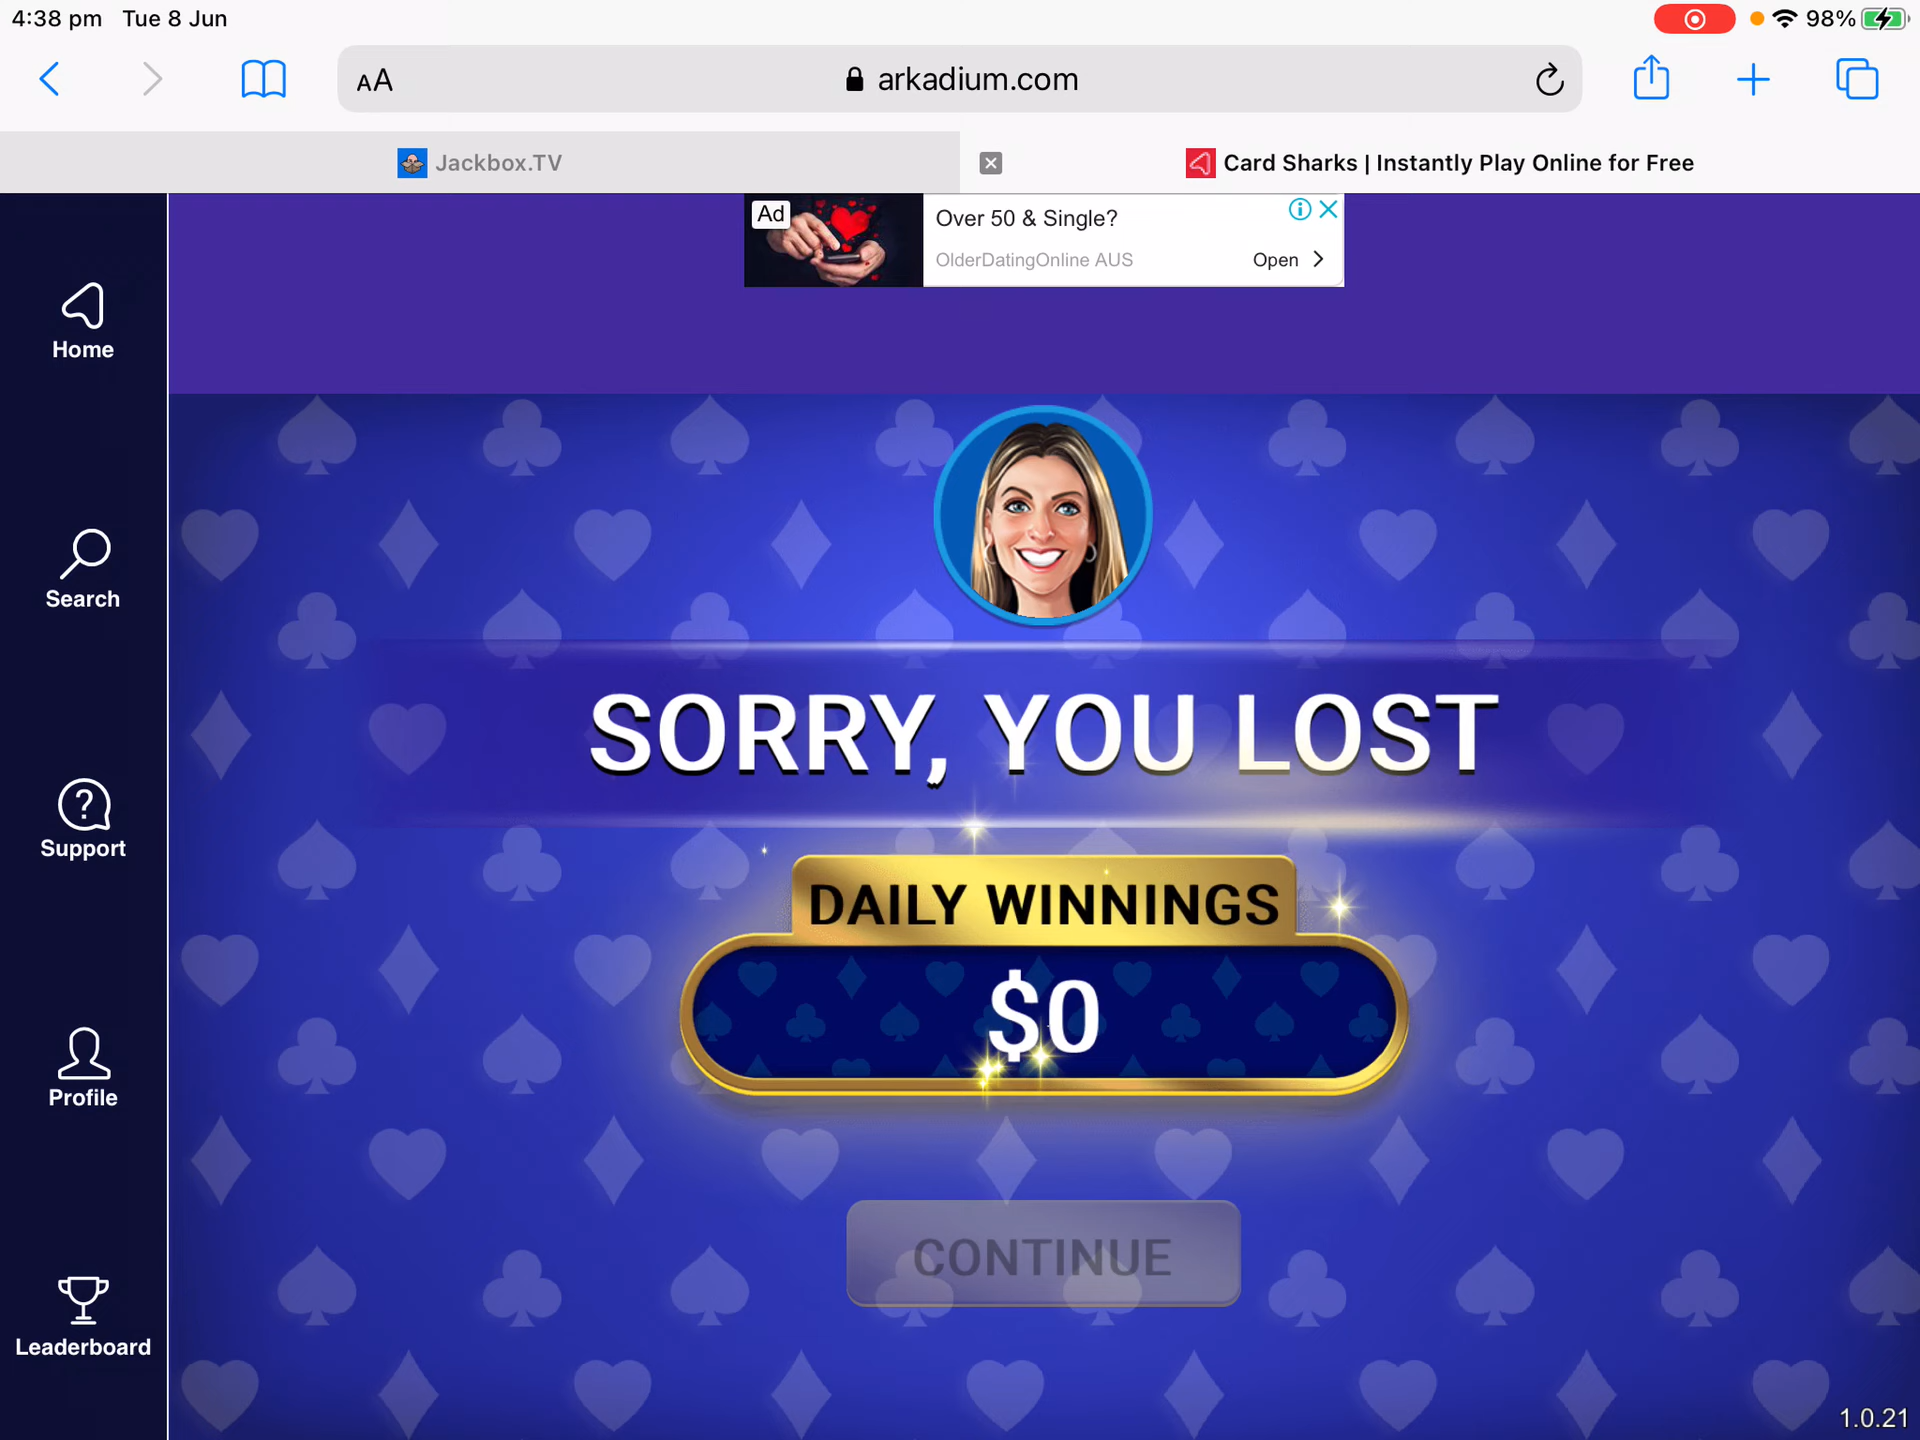 4:38 pm Tue 8 Jun
98%
AA
arkadium.com
Jackbox.TV
Card Sharks | Instantly Play Online for Free
Ad
Over 50 & Single?
OlderDatingOnline AUS
Open
Home
Search
Support
Profile
Leaderboard
SORRY, YOU LOST
DAILY WINNINGS
$0
CONTINUE
1.0.21